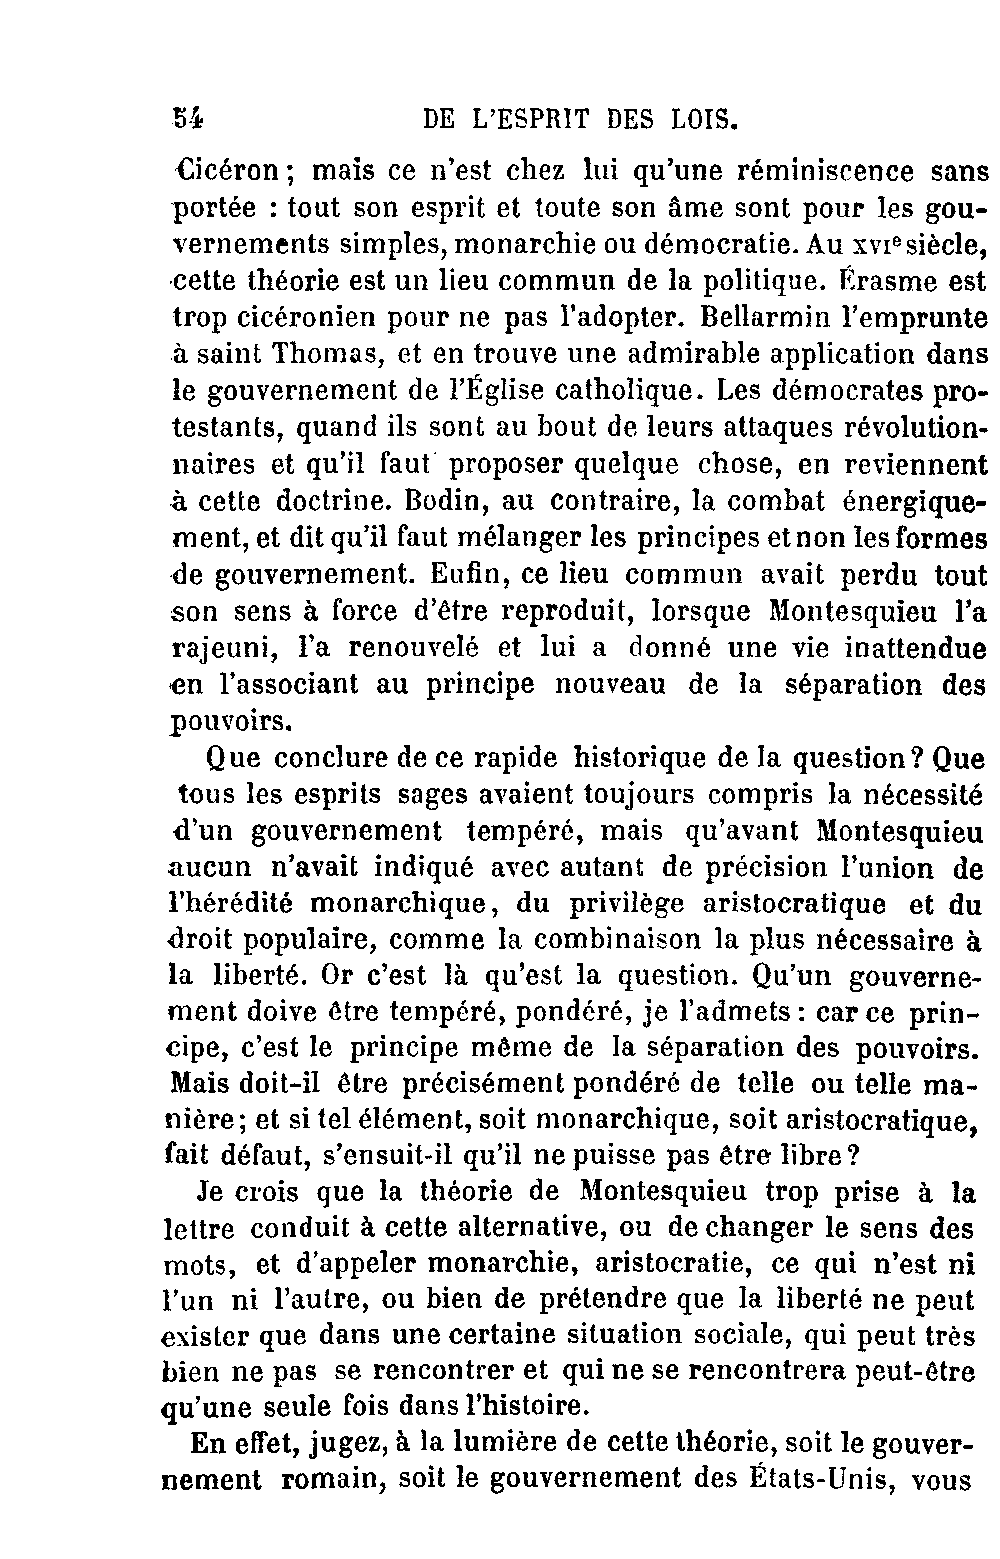 54 DE L'ESPRIT DES LOIS.
Cicéron ; mais ce n'est chez lui qu'une réminiscence sans
portée : tout son esprit et toute son âme sont pour les gou-
vernements simples, monarchie ou démocratie. Au XVIe siècle,
cette théorie est un lieu commun de la politique. Érasme est
trop cicéronien pour ne pas l'adopter. Bellarmin l'emprunte
à saint Thomas, et en trouve une admirable application dans
le gouvernement de l'Église catholique. Les démocrates pro-
testants, quand ils sont au bout de leurs attaques révolution-
naires et qu'il faut proposer quelque chose, en reviennent
à cette doctrine. Bodin, au contraire, la combat énergique-
ment, et dit qu'il faut mélanger les principes et non les formes
de gouvernement. Enfin, ce lieu commun avait perdu tout
son sens à force d'être reproduit, lorsque Montesquieu l'a
rajeuni, l'a renouvelé et lui a donné une vie inattendue
en l'associant au principe nouveau de la séparation des
pouvoirs.
Que conclure de ce rapide historique de la question ? Que
tous les esprits sages avaient toujours compris la nécessité
d'un gouvernement tempéré, mais qu'avant Montesquieu
aucun n'avait indiqué avec autant de précision l'union de
l'hérédité monarchique, du privilège aristocratique et du
droit populaire, comme la combinaison la plus nécessaire à
la liberté. Or c'est là qu'est la question. Qu'un gouverne-
ment doive être tempéré, pondéré, je l'admets : car ce prin-
cipe, c'est le principe même de la séparation des pouvoirs.
Mais doit-il être précisément pondéré de telle ou telle ma-
nière ; et si tel élément, soit monarchique, soit aristocratique,
fait défaut, s'ensuit-il qu'il ne puisse pas être libre ?
Je crois que la théorie de Montesquieu trop prise à la
lettre conduit à cette alternative, ou de changer le sens des
mots, et d'appeler monarchie, aristocratie, ce qui n'est ni
l'un ni l'autre, ou bien de prétendre que la liberté ne peut
exister que dans une certaine situation sociale, qui peut très
bien ne pas se rencontrer et qui ne se rencontrera peut-être
qu'une seule fois dans l'histoire.
En effet, jugez, à la lumière de cette théorie, soit le gouver-
nement romain, soit le gouvernement des États-Unis, vous